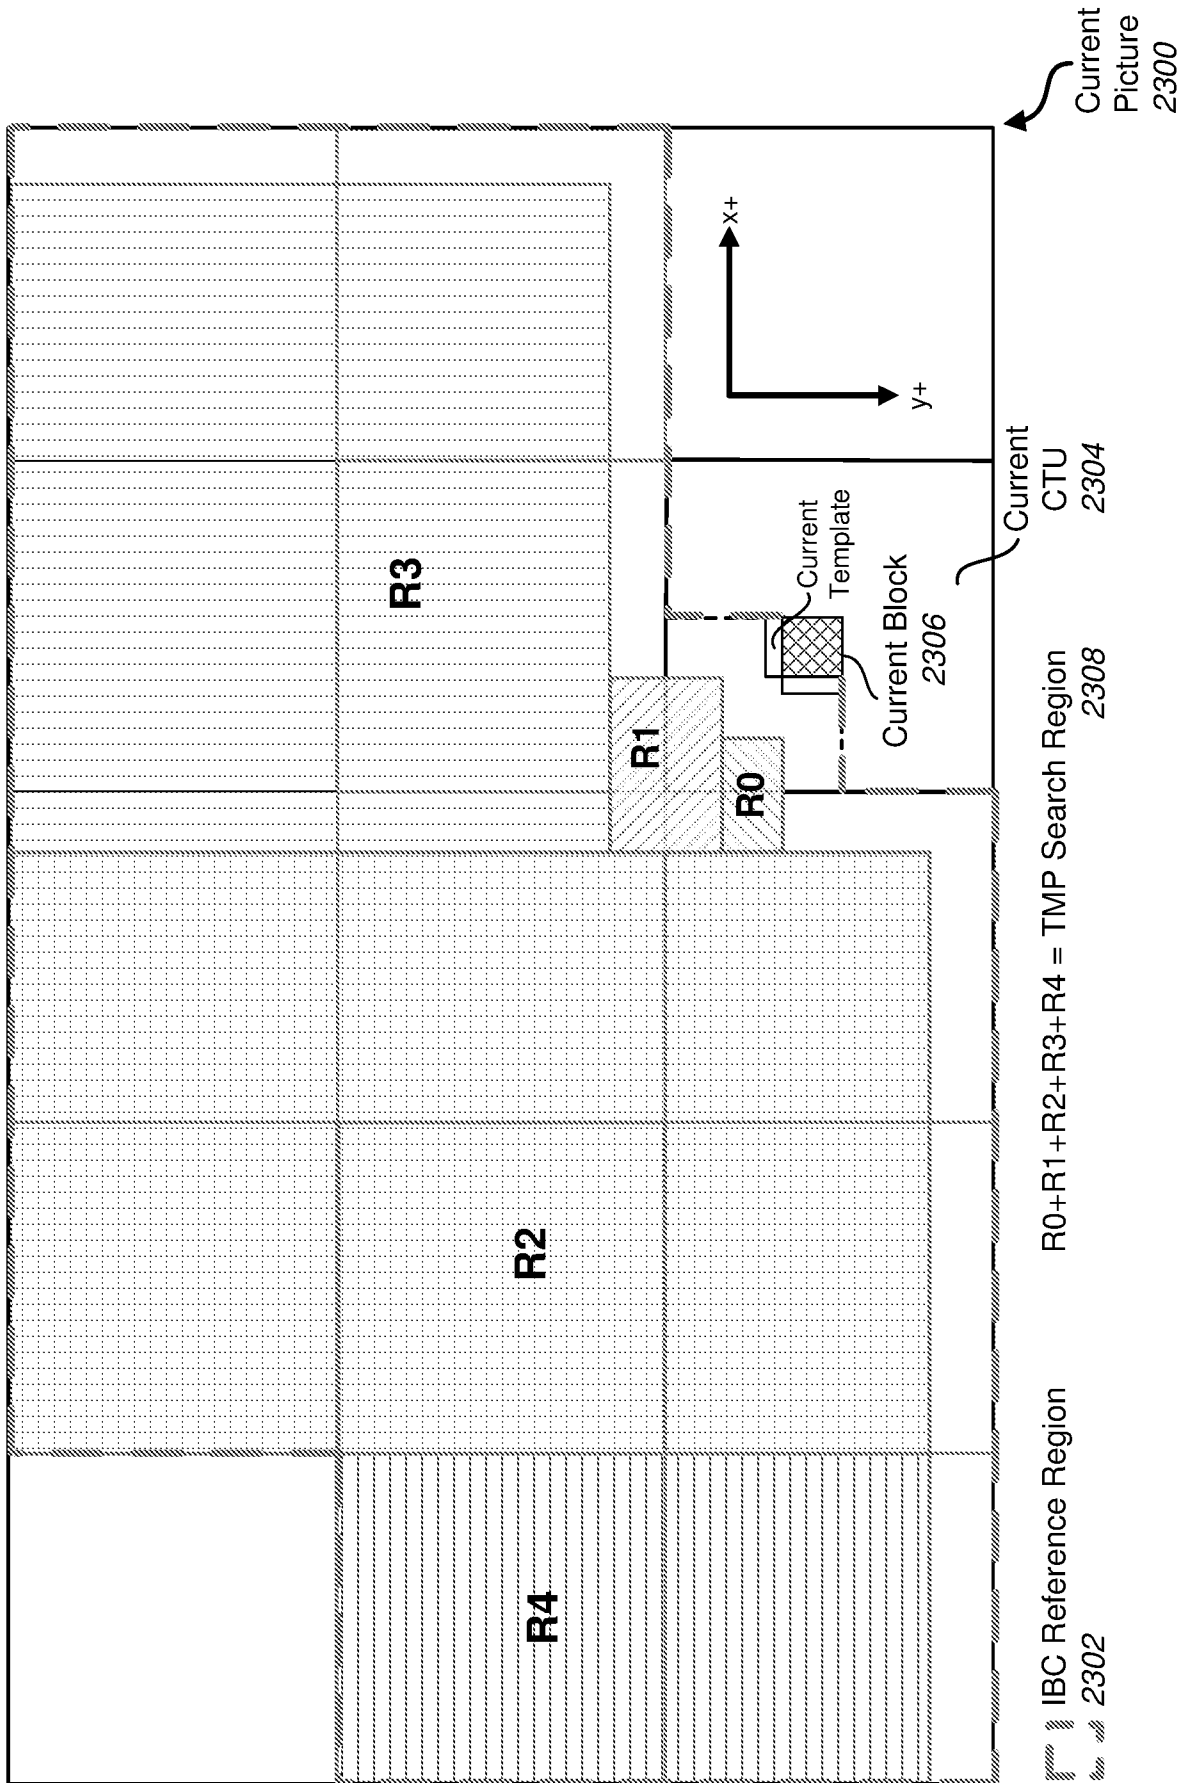 Current
Picture
2300
x+
y+
R3
R1
R0
R2
R4
Current
Template
Current Block
2306
Current
CTU
2304
IBC Reference Region
2302
R0+R1+R2+R3+R4 = TMP Search Region
2308